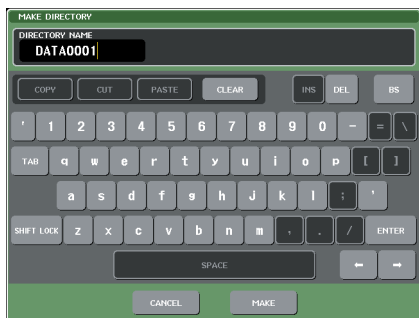 MAKE DIRECTORY
DIRECTORY NAME
DATA0001
COPY CUT PASTE CLEAR INS DEL BS
' 1 2 3 4 5 6 7 8 9 0 - = \
TAB q w e r t y u i o p [ ]
a s d f g h j k l ; '
SHIFT LOCK z x c v b n m , . / ENTER
SPACE ← →
CANCEL MAKE